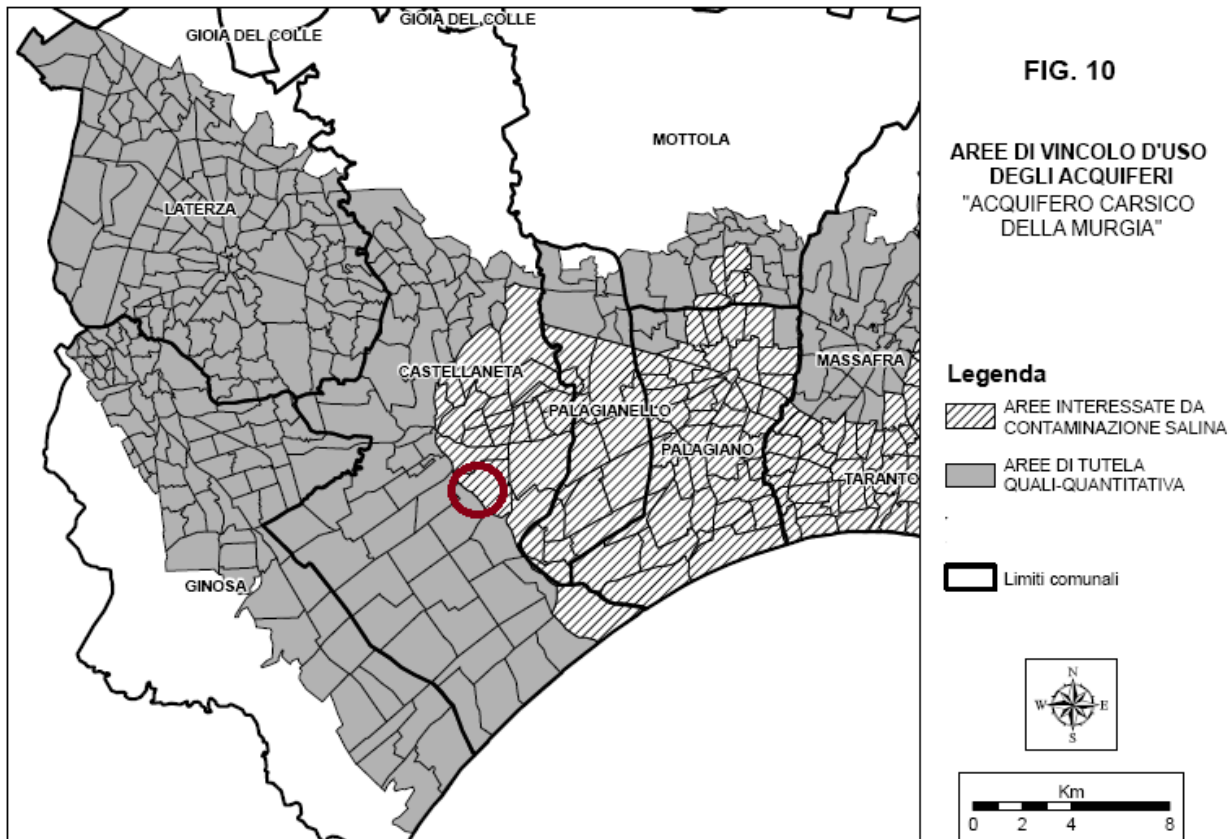 GIOIA DEL COLLE
GIOIA DEL COLLE
MOTTOLA
LATERZA
CASTELLANETA
MASSAFRA
PALAGIANELLO
PALAGIANO
TARANTO
GINOSA
FIG. 10
AREE DI VINCOLO D'USO
DEGLI ACQUIFERI
"ACQUIFERO CARSICO
DELLA MURGIA"
Legenda
AREE INTERESSATE DA
CONTAMINAZIONE SALINA
AREE DI TUTELA
QUALI-QUANTITATIVA
Limiti comunali
N
W E
S
Km
0 2 4 8